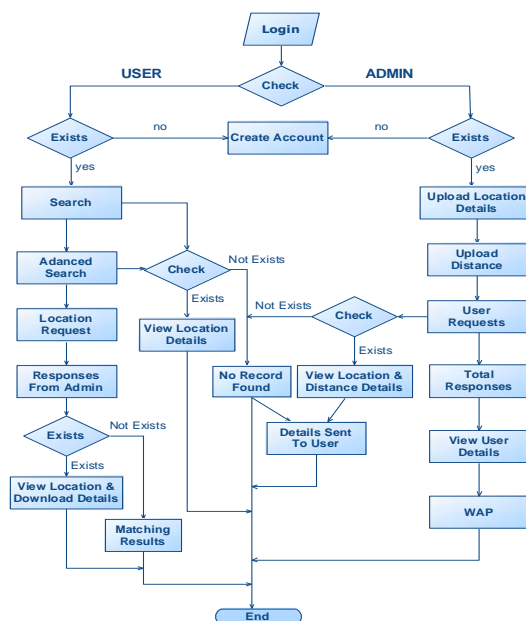 Login
USER
ADMIN
Check
Exists
no
Create Account
no
Exists
yes
yes
Search
Upload Location
Details
Adanced
Search
Check
Not Exists
Upload
Distance
Exists
Not Exists
Check
User
Requests
Location
Request
View Location
Details
Exists
Responses
From Admin
No Record
Found
View Location &
Distance Details
Total
Responses
Exists
Not Exists
Details Sent
To User
View User
Details
Exists
View Location &
Download Details
Matching
Results
WAP
End